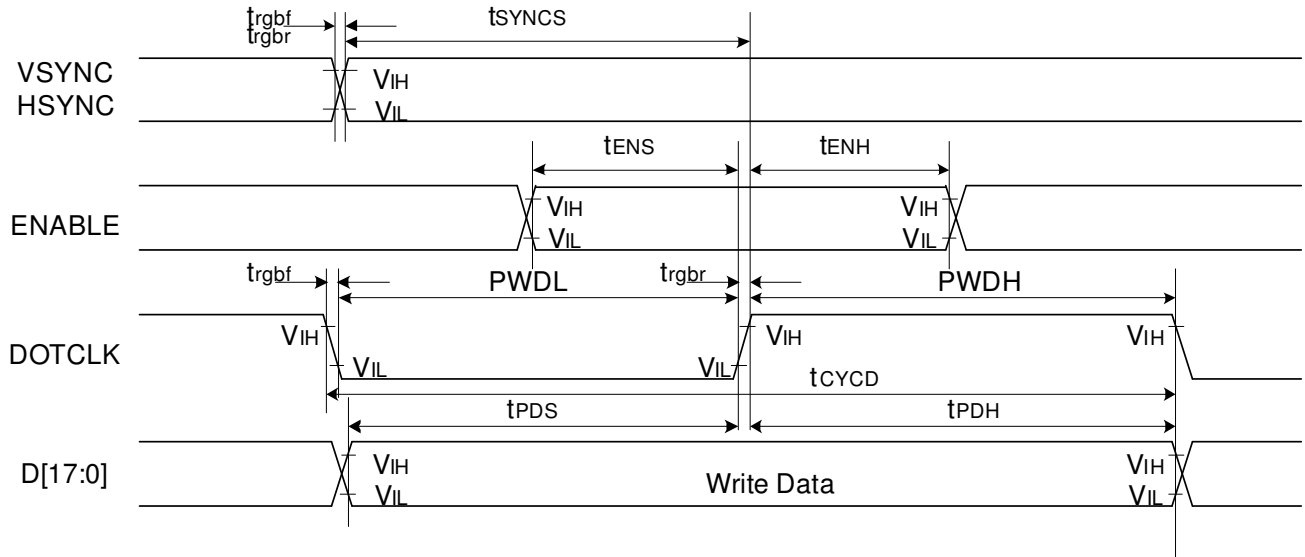 trgbf
trgbr
tSYNCS
VSYNC
HSYNC
VIH
VIL
tENS
tENH
ENABLE
VIH
VIL
VIH
VIL
trgbf
PWDL
trgbr
PWDH
DOTCLK
VIH
VIL
VIL
VIH
VIH
tCYCD
tPDS
tPDH
D[17:0]
VIH
VIL
Write Data
VIH
VIL